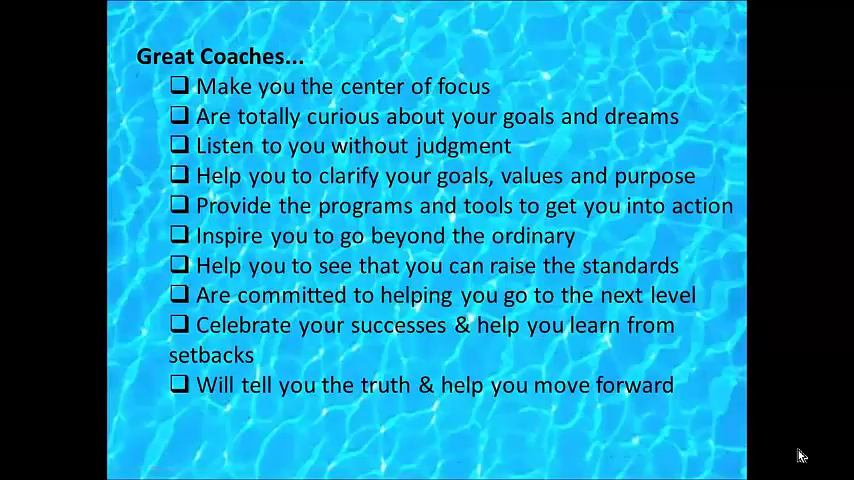 Great Coaches...
❑ Make you the center of focus
❑ Are totally curious about your goals and dreams
❑ Listen to you without judgment
❑ Help you to clarify your goals, values and purpose
❑ Provide the programs and tools to get you into action
❑ Inspire you to go beyond the ordinary
❑ Help you to see that you can raise the standards
❑ Are committed to helping you go to the next level
❑ Celebrate your successes & help you learn from
setbacks
❑ Will tell you the truth & help you move forward